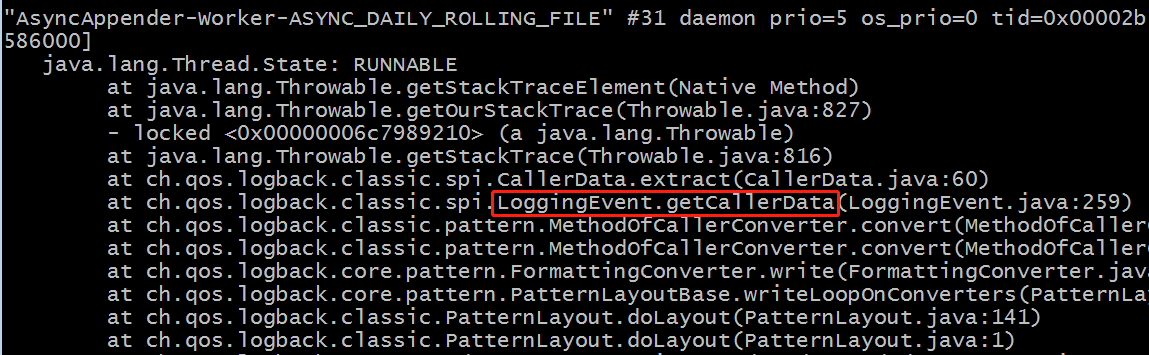 "AsyncAppender-Worker-ASYNC_DAILY_ROLLING_FILE" #31 daemon prio=5 os_prio=0 tid=0x00002b
586000]
java.lang.Thread.State: RUNNABLE
at java.lang.Throwable.getStackTraceElement(Native Method)
at java.lang.Throwable.getOurStackTrace(Throwable.java:827)
- locked <0x00000006c7989210> (a java.lang.Throwable)
at java.lang.Throwable.getStackTrace(Throwable.java:816)
at ch.qos.logback.classic.spi.CallerData.extract(CallerData.java:60)
at ch.qos.logback.classic.spi.LoggingEvent.getCallerData(LoggingEvent.java:259)
at ch.qos.logback.classic.pattern.MethodOfCallerConverter.convert(MethodOfCaller
at ch.qos.logback.classic.pattern.MethodOfCallerConverter.convert(MethodOfCaller
at ch.qos.logback.core.pattern.FormattingConverter.write(FormattingConverter.jav
at ch.qos.logback.core.pattern.PatternLayoutBase.writeLoopOnConverters(PatternLa
at ch.qos.logback.classic.PatternLayout.doLayout(PatternLayout.java:141)
at ch.qos.logback.classic.PatternLayout.doLayout(PatternLayout.java:1)